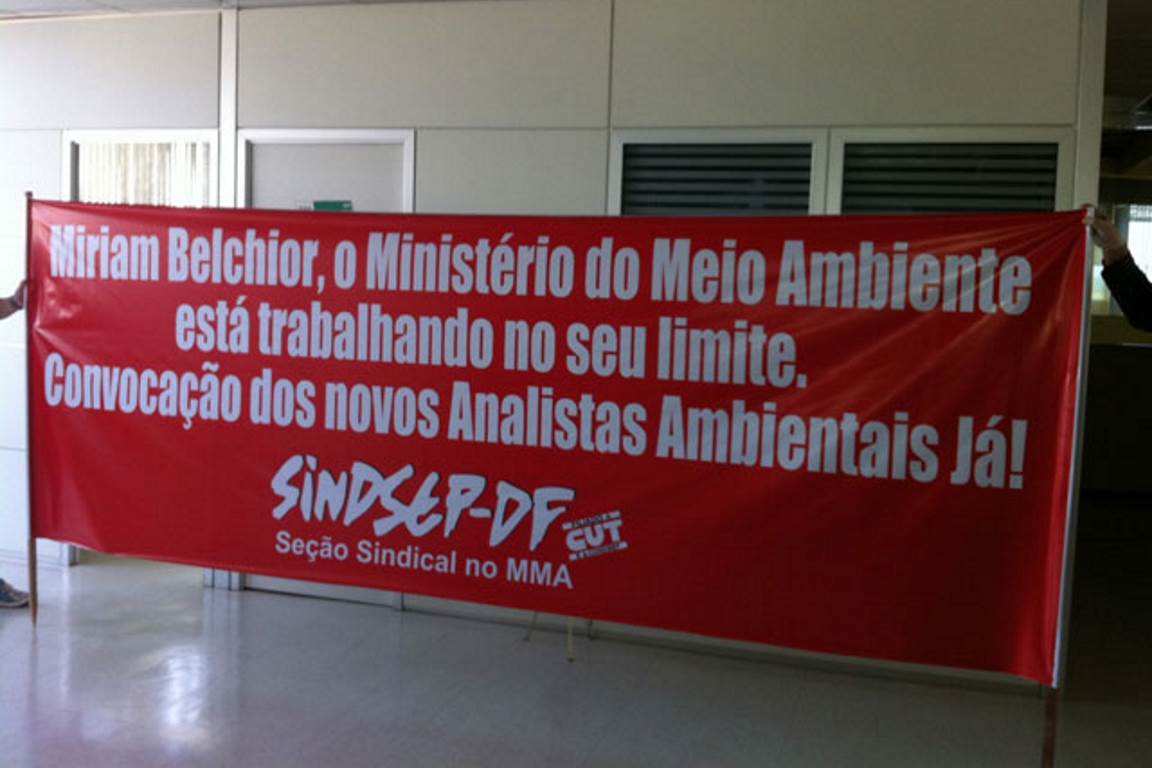 Miriam Belchior, o Ministério do Meio Ambiente
está trabalhando no seu limite.
Convocação dos novos Analistas Ambientais Já!
SINDSEP-DF
FILIADO A
CUT
Seção Sindical no MMA